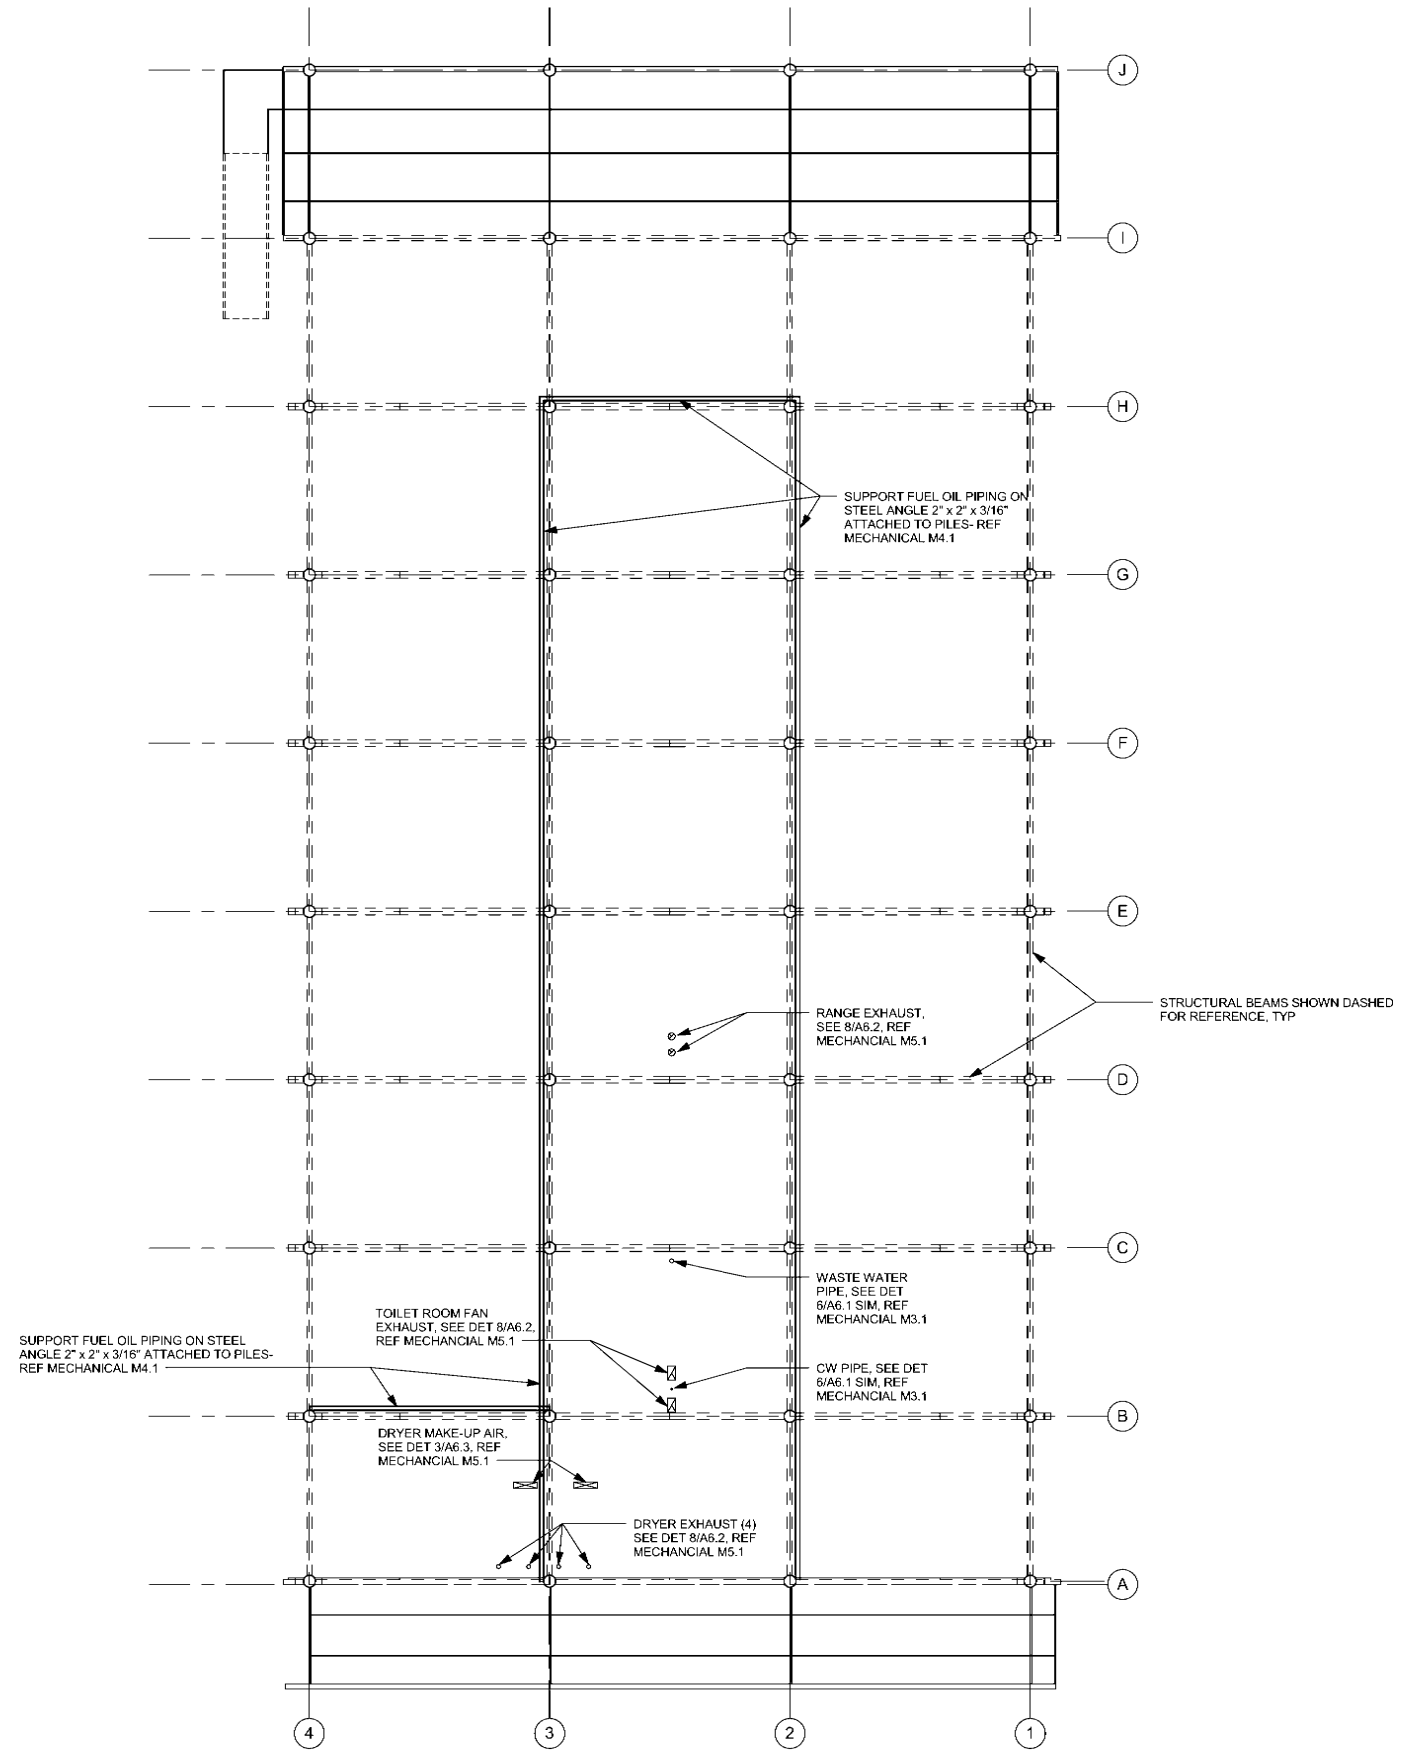 J
I
H
SUPPORT FUEL OIL PIPING ON
STEEL ANGLE 2" x 2" x 3/16"
ATTACHED TO PILES- REF
MECHANICAL M4.1
G
F
E
STRUCTURAL BEAMS SHOWN DASHED
FOR REFERENCE, TYP
RANGE EXHAUST,
SEE 8/A6.2, REF
MECHANCIAL M5.1
D
C
WASTE WATER
PIPE, SEE DET
6/A6.1 SIM, REF
MECHANCIAL M3.1
TOILET ROOM FAN
EXHAUST, SEE DET 8/A6.2,
REF MECHANCIAL M5.1
SUPPORT FUEL OIL PIPING ON STEEL
ANGLE 2" x 2" x 3/16" ATTACHED TO PILES-
REF MECHANICAL M4.1
CW PIPE, SEE DET
6/A6.1 SIM, REF
MECHANCIAL M3.1
B
DRYER MAKE-UP AIR,
SEE DET 3/A6.3, REF
MECHANCIAL M5.1
DRYER EXHAUST (4)
SEE DET 8/A6.2, REF
MECHANCIAL M5.1
A
4
3
2
1